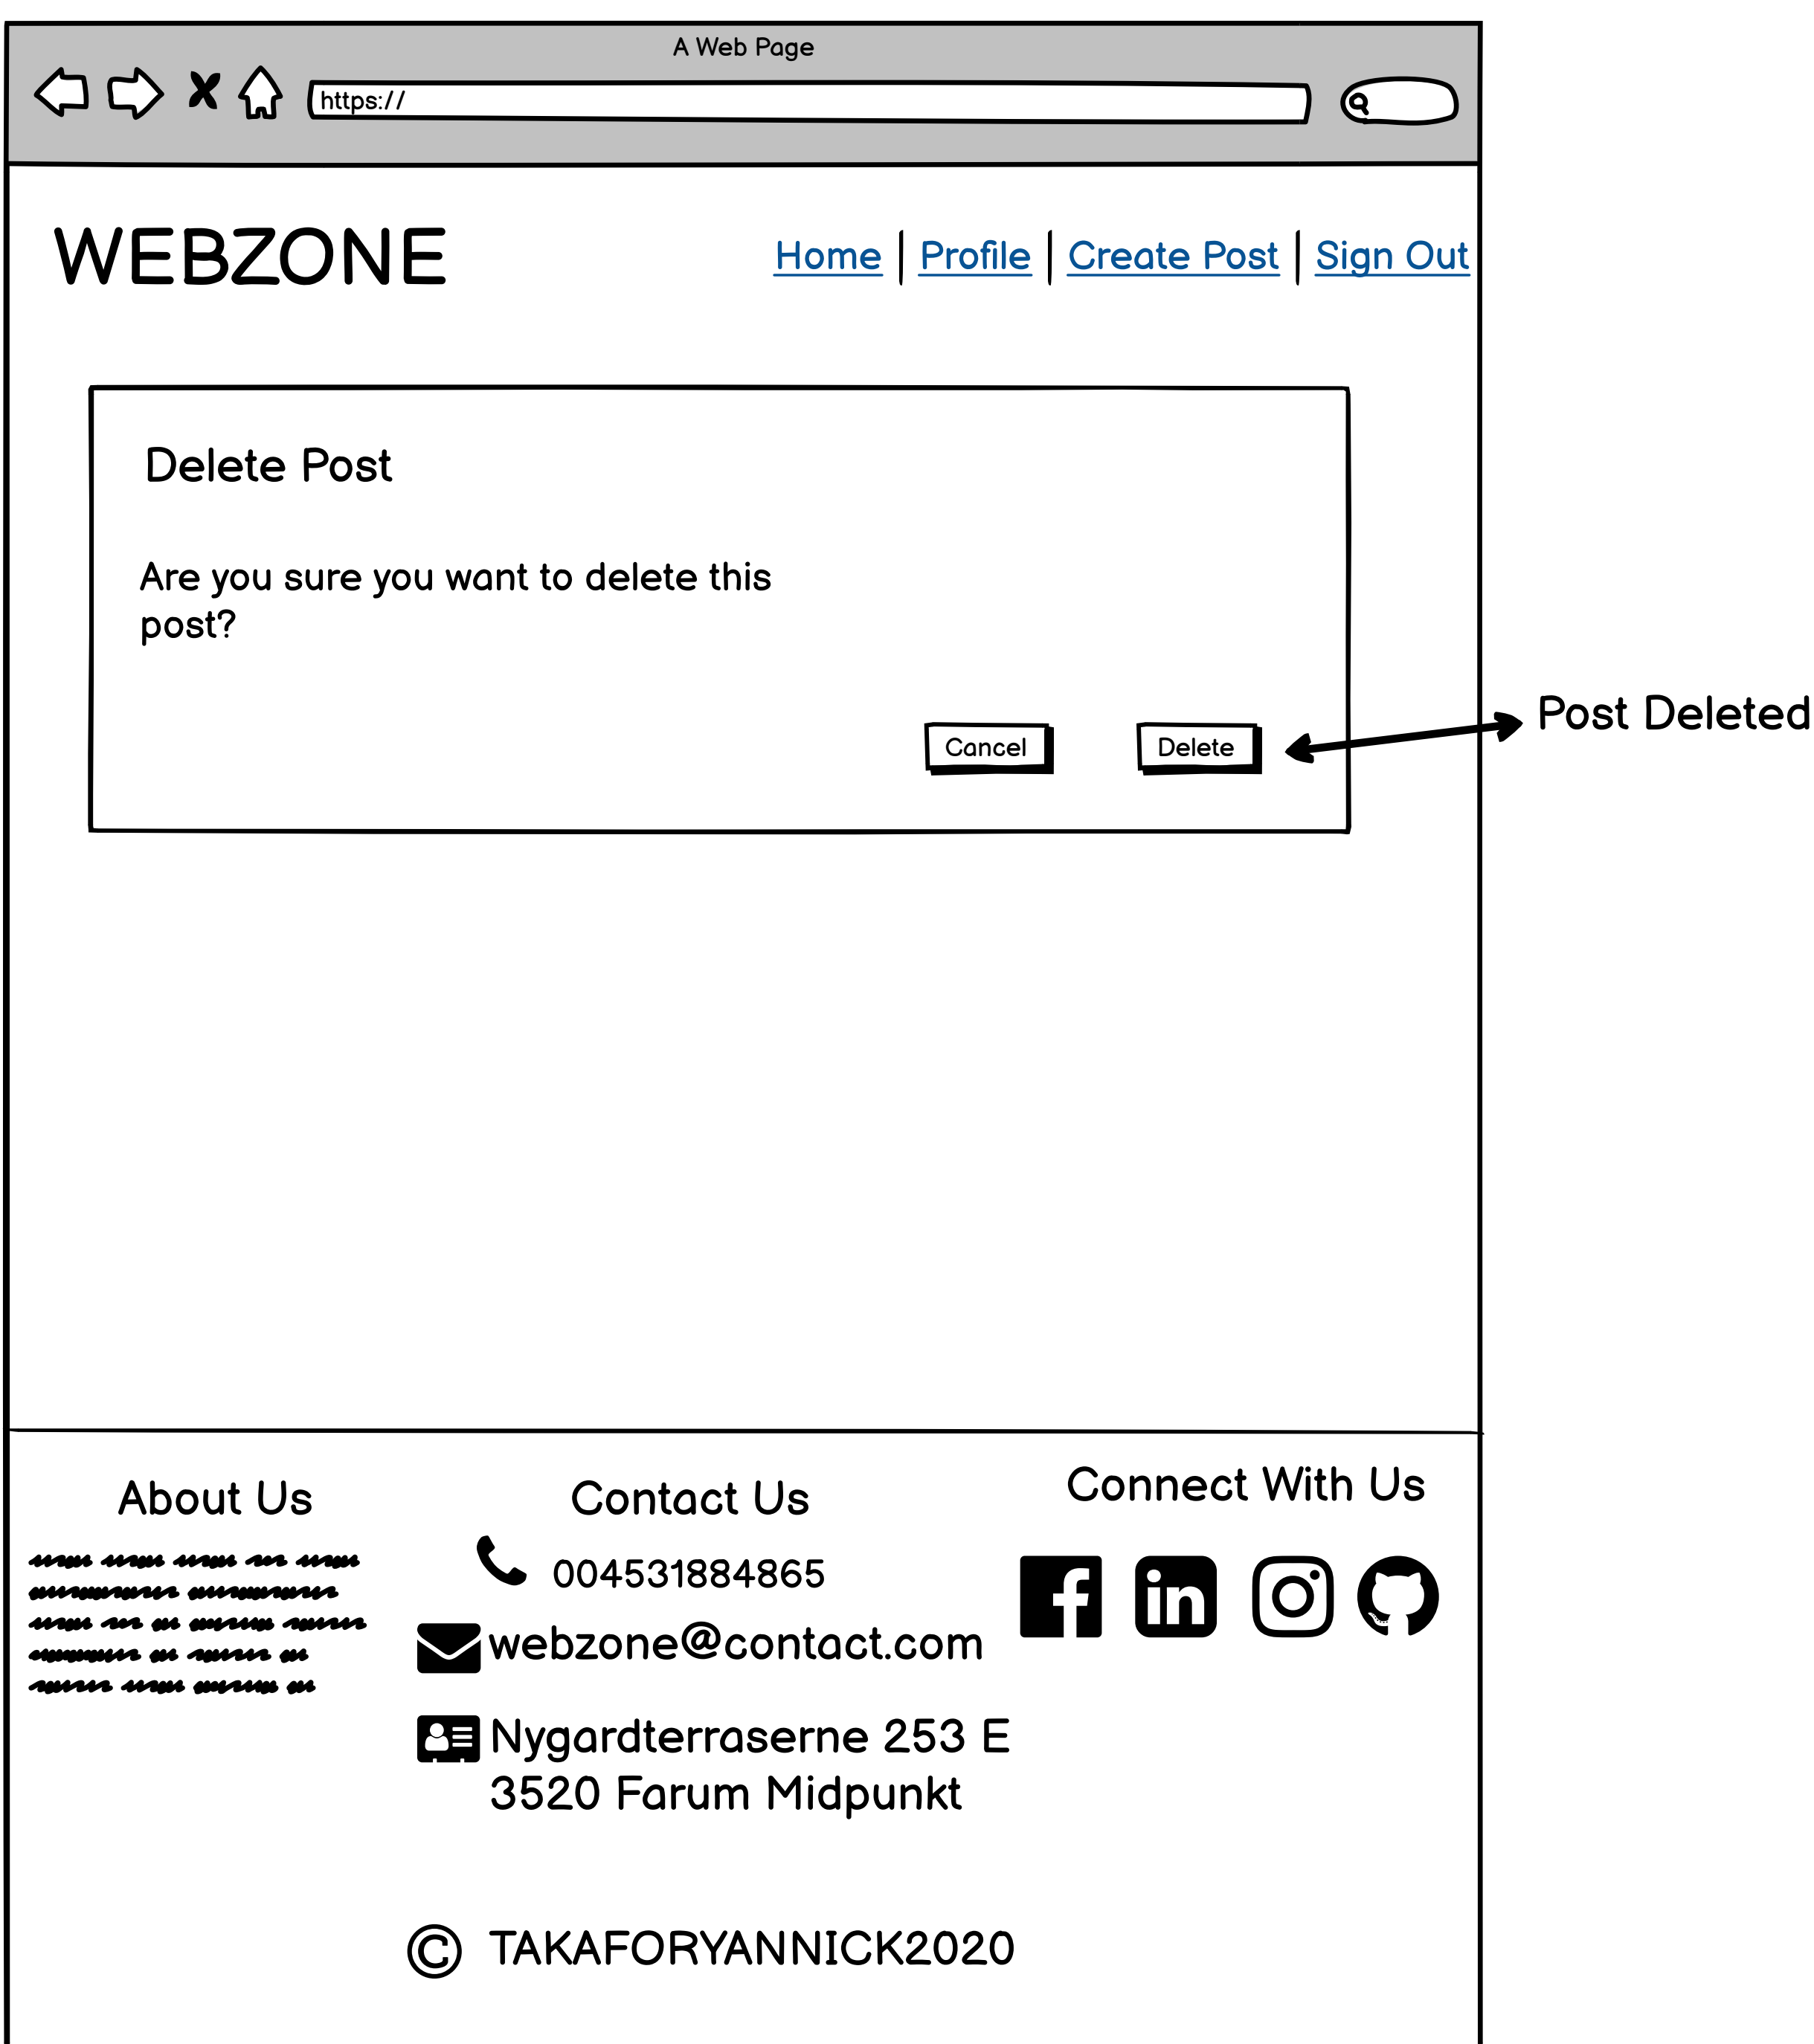 A Web Page
https://
WEBZONE
Home | Profile | Create Post | Sign Out
Delete Post
Are you sure you want to delete this
post?
Cancel
Delete
Post Deleted
About Us
Contact Us
004531884865
webzone@contact.com
Nygardterraserne 253 E
3520 Farum Midpunkt
Connect With Us
© TAKAFORYANNICK2020